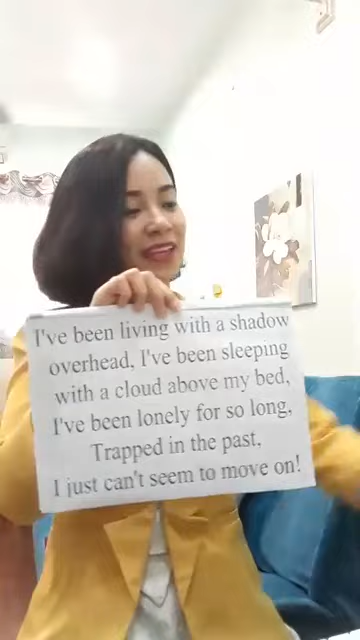 I've been living with a shadow
overhead, I've been sleeping
with a cloud above my bed,
I've been lonely for so long,
Trapped in the past,
I just can't seem to move on!